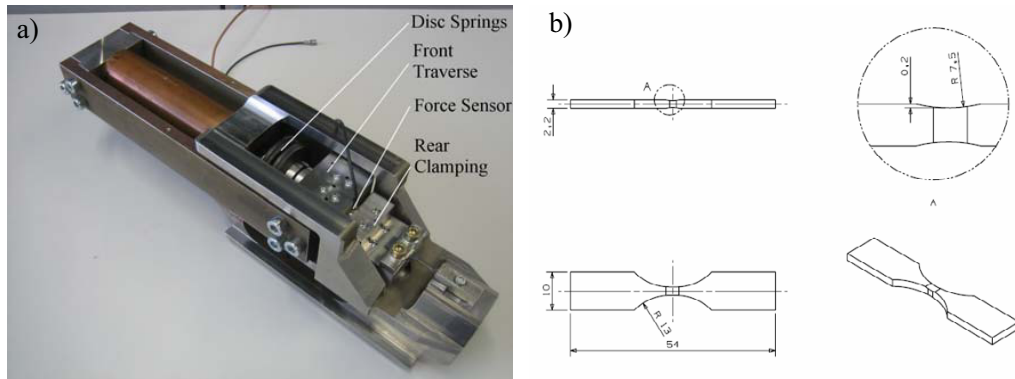 a)
Disc Springs
Front
Traverse
Force Sensor
Rear
Clamping
b)
A
2,2
0,2
R 7,5
A
10
R 13
54